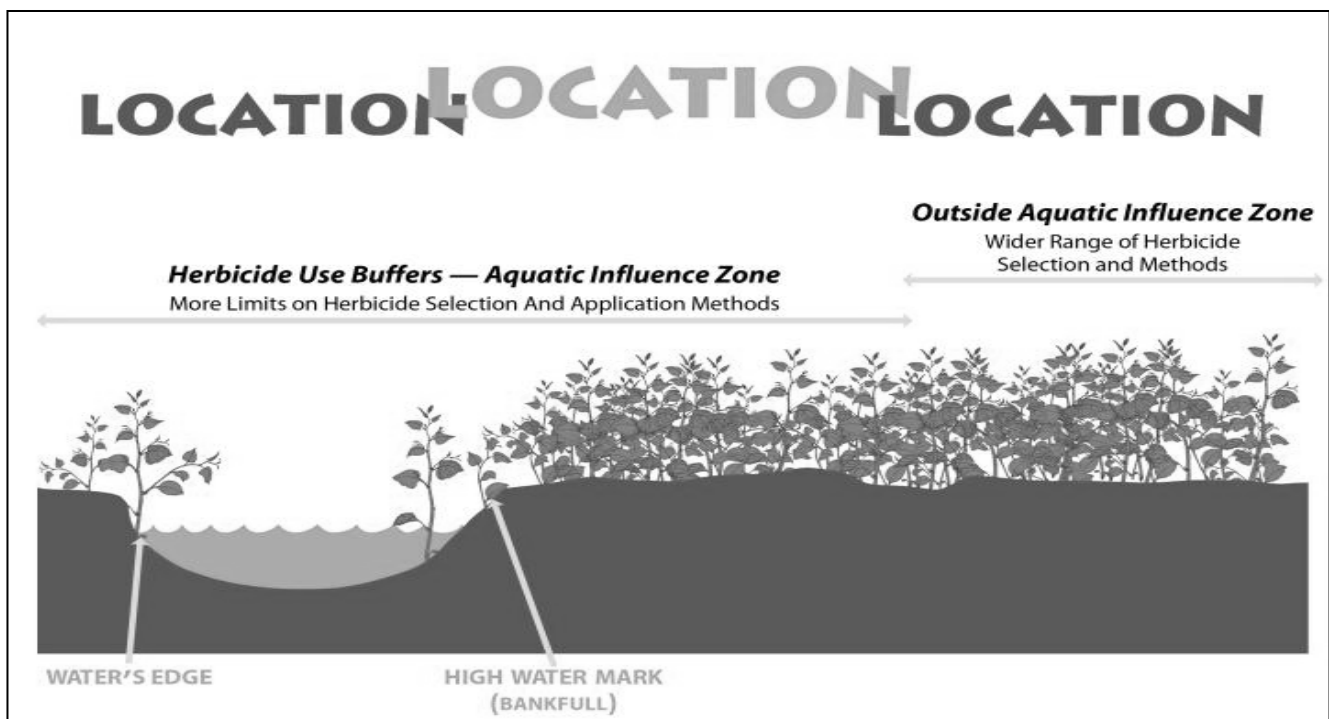 LOCATION LOCATION LOCATION
Outside Aquatic Influence Zone
Wider Range of Herbicide
Selection and Methods
Herbicide Use Buffers — Aquatic Influence Zone
More Limits on Herbicide Selection And Application Methods
WATER'S EDGE
HIGH WATER MARK
(BANKFULL)